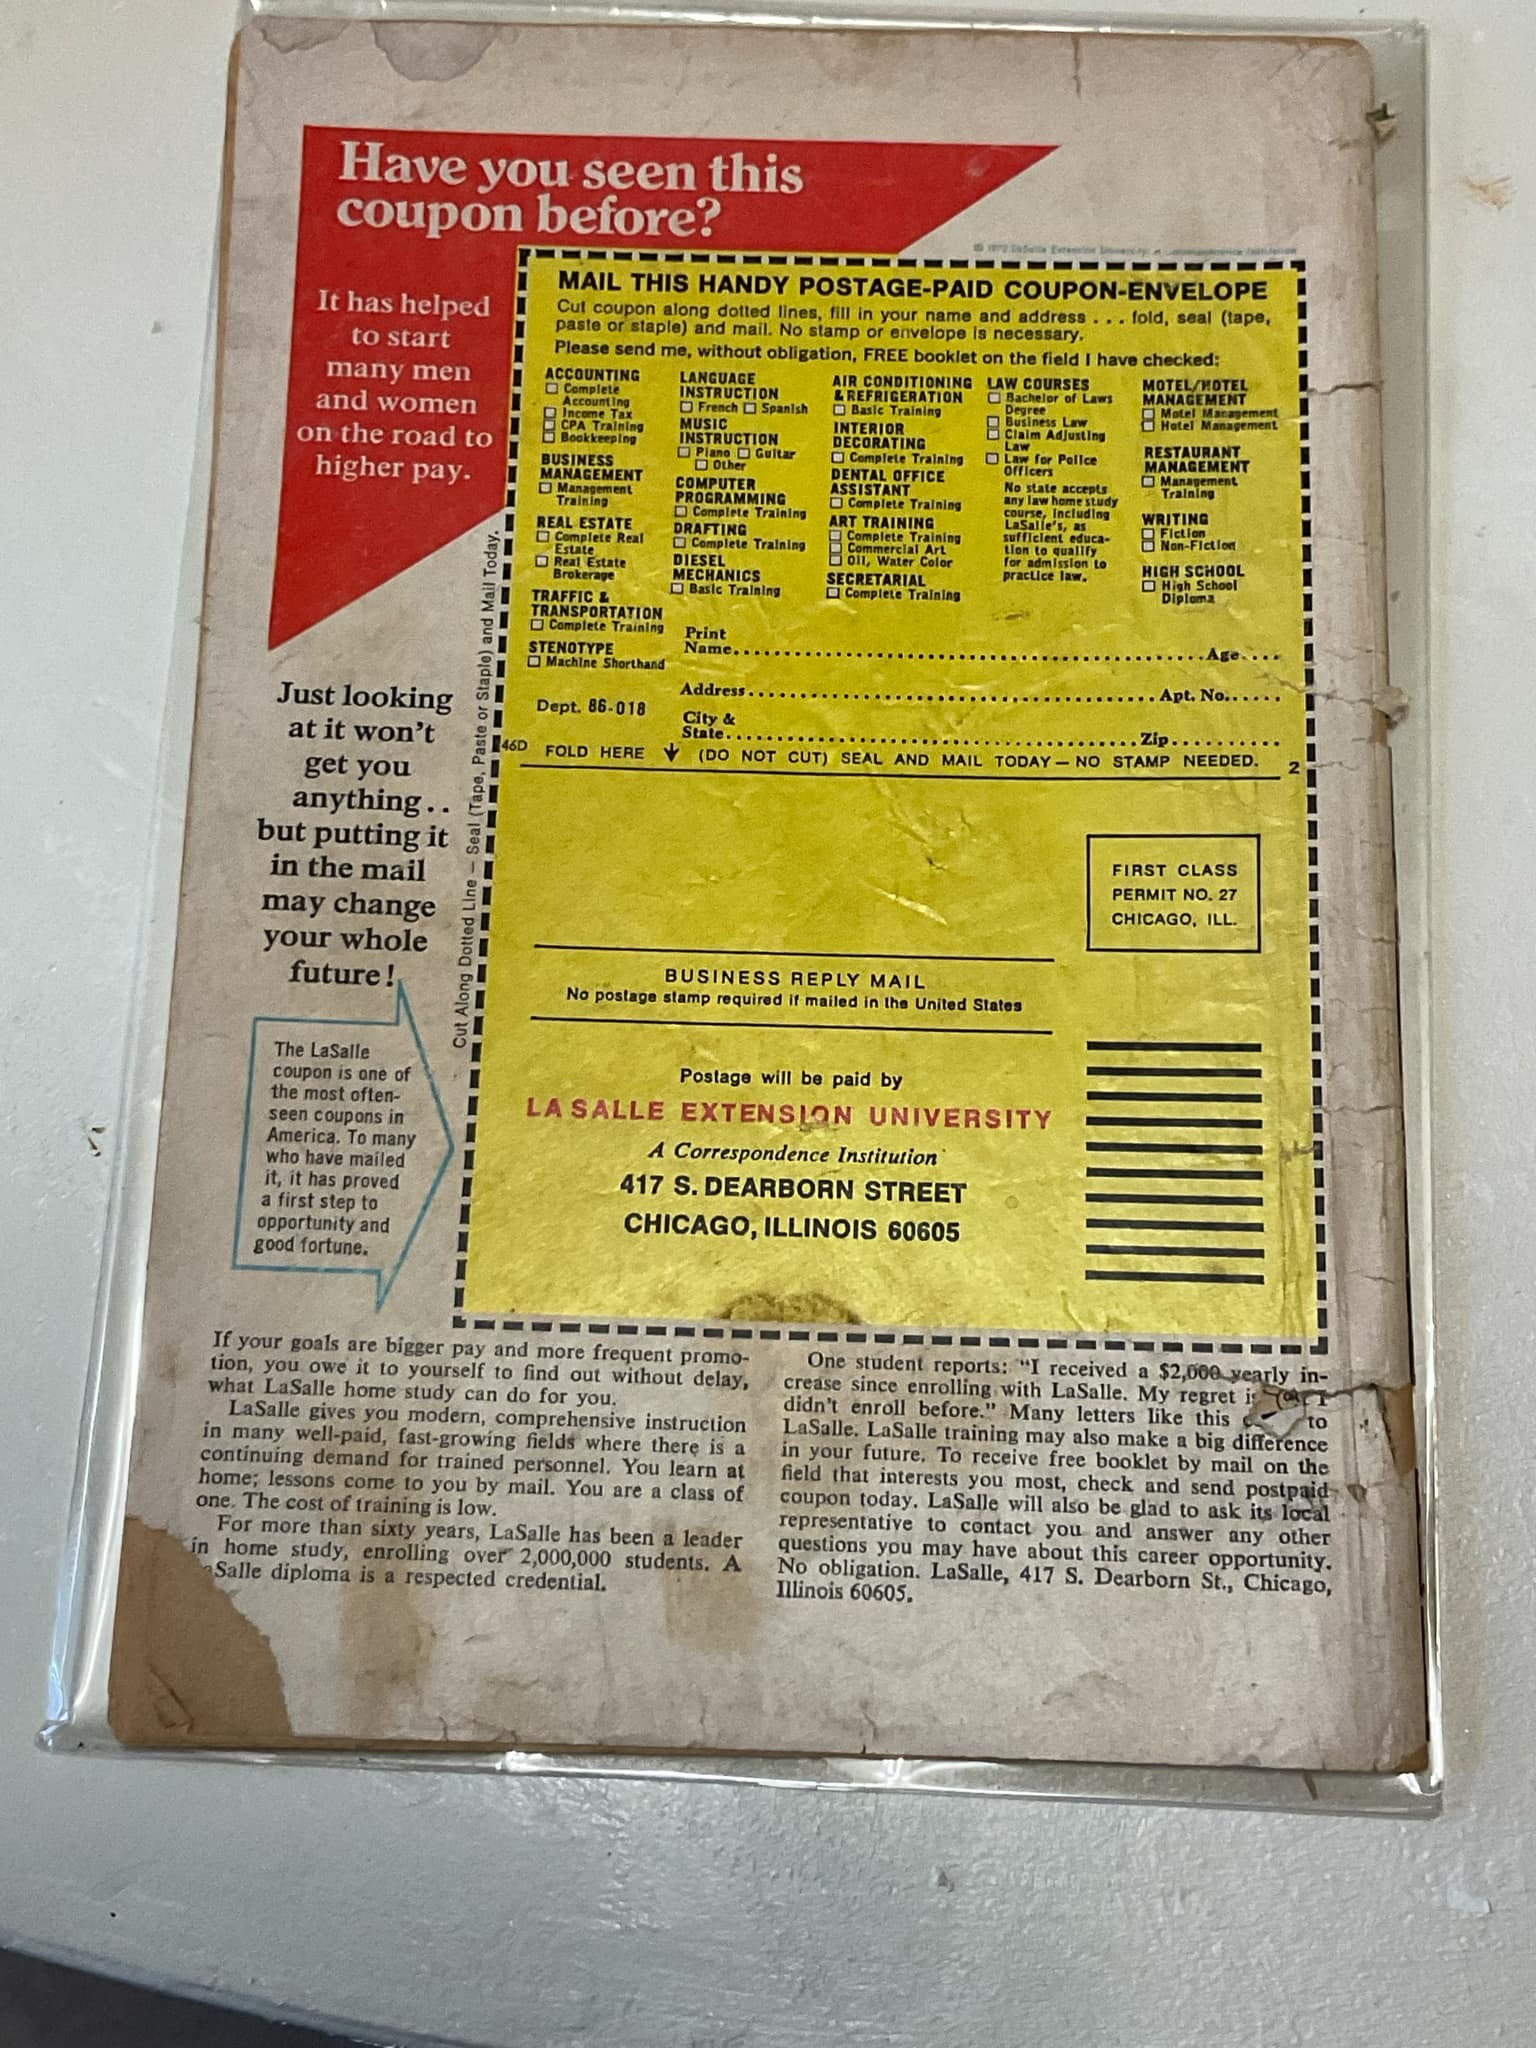 Have you seen this
coupon before?
It has helped
to start
many men
and women
on the road to
higher pay.
Just looking
at it won't
get you
anything..
but putting it
in the mail
may change
your whole
future!
The LaSalle
coupon is one of
the most often-
seen coupons in
America. To many
who have mailed
it, it has proved
a first step to
opportunity and
good fortune.
Cut Along Dotted Line — Seal (Tape, Paste or Staple) and Mail Today.
LaSalle Extension University
MAIL THIS HANDY POSTAGE-PAID COUPON-ENVELOPE
Cut coupon along dotted lines, fill in your name and address . . . fold, seal (tape,
paste or staple) and mail. No stamp or envelope is necessary.
Please send me, without obligation, FREE booklet on the field I have checked:
ACCOUNTING
Complete
Accounting
Income Tax
CPA Training
Bookkeeping
BUSINESS
MANAGEMENT
Management
Training
REAL ESTATE
Complete Real
Estate
Real Estate
Brokerage
TRAFFIC &
TRANSPORTATION
Complete Training
STENOTYPE
Machine Shorthand
LANGUAGE
INSTRUCTION
French Spanish
MUSIC
INSTRUCTION
Piano Guitar
Other
COMPUTER
PROGRAMMING
Complete Training
DRAFTING
Complete Training
DIESEL
MECHANICS
Basic Training
AIR CONDITIONING
& REFRIGERATION
Basic Training
INTERIOR
DECORATING
Complete Training
DENTAL OFFICE
ASSISTANT
Complete Training
ART TRAINING
Complete Training
Commercial Art
Oil, Water Color
SECRETARIAL
Complete Training
LAW COURSES
Bachelor of Laws
Degree
Business Law
Claim Adjusting
Law
Law for Police
Officers
No state accepts
any law home study
course, including
LaSalle's, as
sufficient educa-
tion to qualify
for admission to
practice law.
MOTEL/HOTEL
MANAGEMENT
Motel Management
Hotel Management
RESTAURANT
MANAGEMENT
Management
Training
WRITING
Fiction
Non-Fiction
HIGH SCHOOL
High School
Diploma
Print
Name Age
Address Apt. No.
Dept. 86-018
City &
State Zip
46D FOLD HERE (DO NOT CUT) SEAL AND MAIL TODAY — NO STAMP NEEDED. 2
FIRST CLASS
PERMIT NO. 27
CHICAGO, ILL.
BUSINESS REPLY MAIL
No postage stamp required if mailed in the United States
Postage will be paid by
LA SALLE EXTENSION UNIVERSITY
A Correspondence Institution
417 S. DEARBORN STREET
CHICAGO, ILLINOIS 60605
If your goals are bigger pay and more frequent promo-
tion, you owe it to yourself to find out without delay,
what LaSalle home study can do for you.
LaSalle gives you modern, comprehensive instruction
in many well-paid, fast-growing fields where there is a
continuing demand for trained personnel. You learn at
home; lessons come to you by mail. You are a class of
one. The cost of training is low.
For more than sixty years, LaSalle has been a leader
in home study, enrolling over 2,000,000 students. A
Salle diploma is a respected credential.
One student reports: "I received a $2,000 yearly in-
crease since enrolling with LaSalle. My regret is I
didn't enroll before." Many letters like this to
LaSalle. LaSalle training may also make a big difference
in your future. To receive free booklet by mail on the
field that interests you most, check and send postpaid
coupon today. LaSalle will also be glad to ask its local
representative to contact you and answer any other
questions you may have about this career opportunity.
No obligation. LaSalle, 417 S. Dearborn St., Chicago,
Illinois 60605.